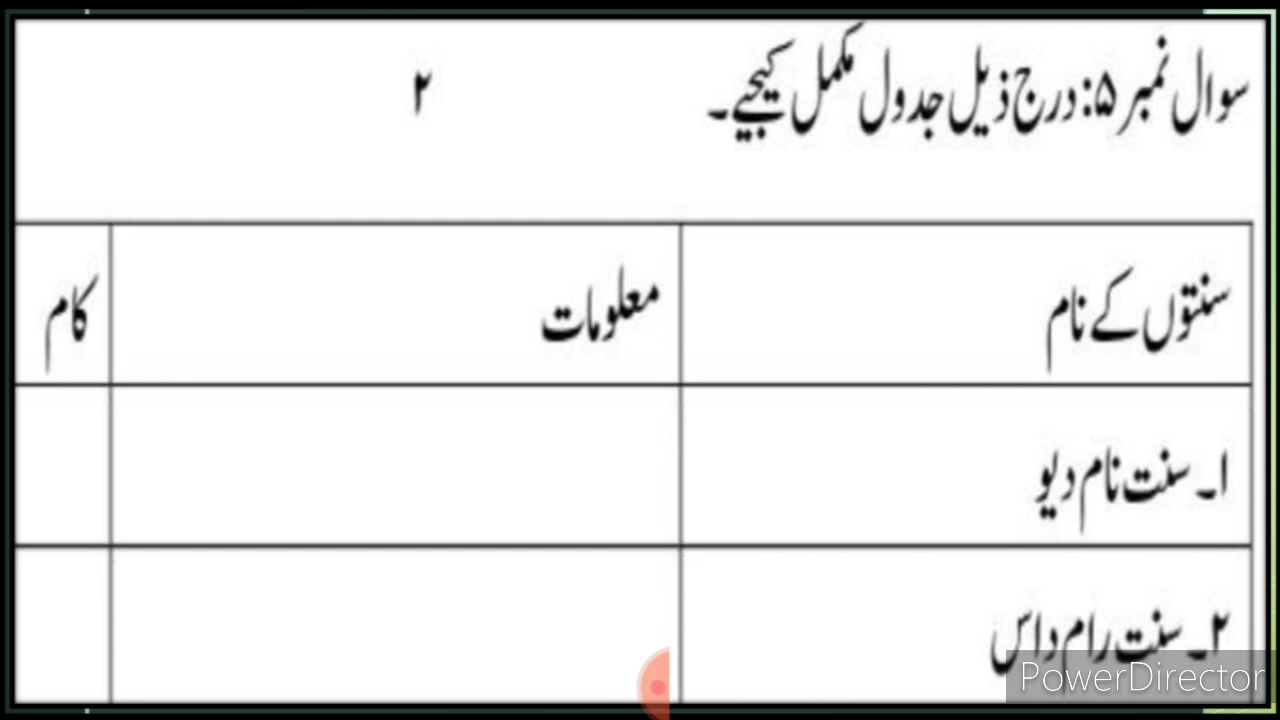 سوال نمبر ۵: درج ذیل جدول مکمل کیجیے۔ ۲
سنتوں کے نام معلومات کام
۱۔ سنت نام دیو
۲۔ سنت رام داس
PowerDirector